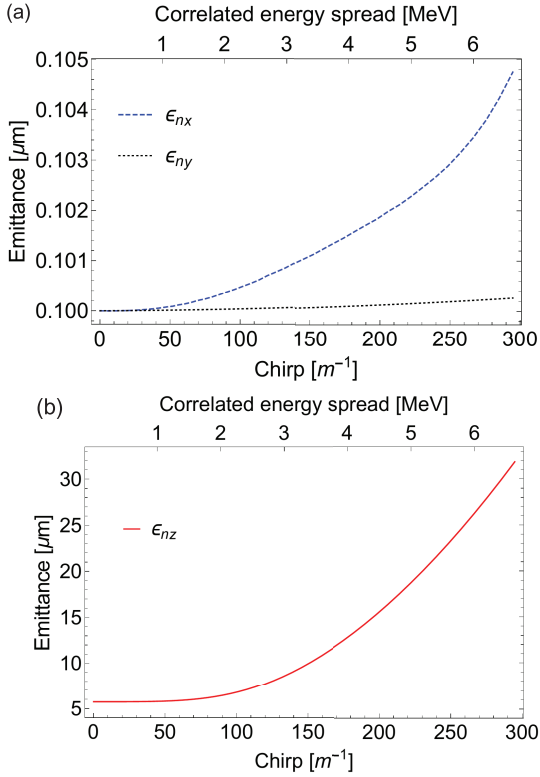 (a)
Correlated energy spread [MeV]
1 2 3 4 5 6
0.105
0.104
0.103
0.102
0.101
0.100
Emittance [μm]
ϵnx
ϵny
0 50 100 150 200 250 300
Chirp [m⁻¹]
(b)
Correlated energy spread [MeV]
1 2 3 4 5 6
30
25
20
15
10
5
Emittance [μm]
ϵnz
0 50 100 150 200 250 300
Chirp [m⁻¹]